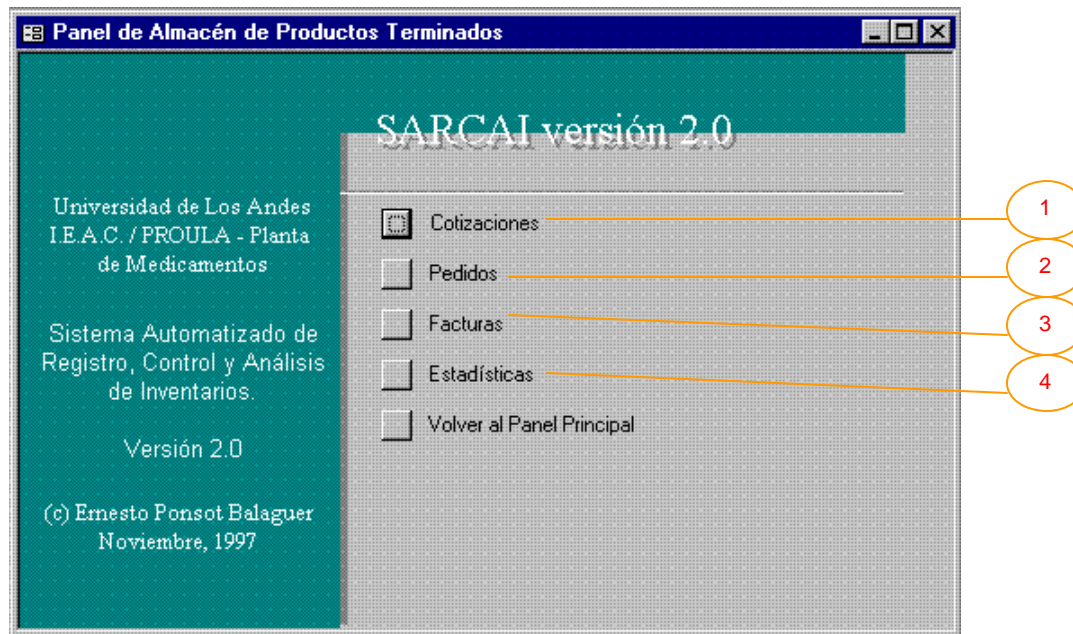 Panel de Almacén de Productos Terminados
SARCAI versión 2.0
Universidad de Los Andes
I.E.A.C. / PROULA - Planta
de Medicamentos
Sistema Automatizado de
Registro, Control y Análisis
de Inventarios.
Versión 2.0
(c) Ernesto Ponsot Balaguer
Noviembre, 1997
Cotizaciones
1
Pedidos
2
Facturas
3
Estadísticas
4
Volver al Panel Principal